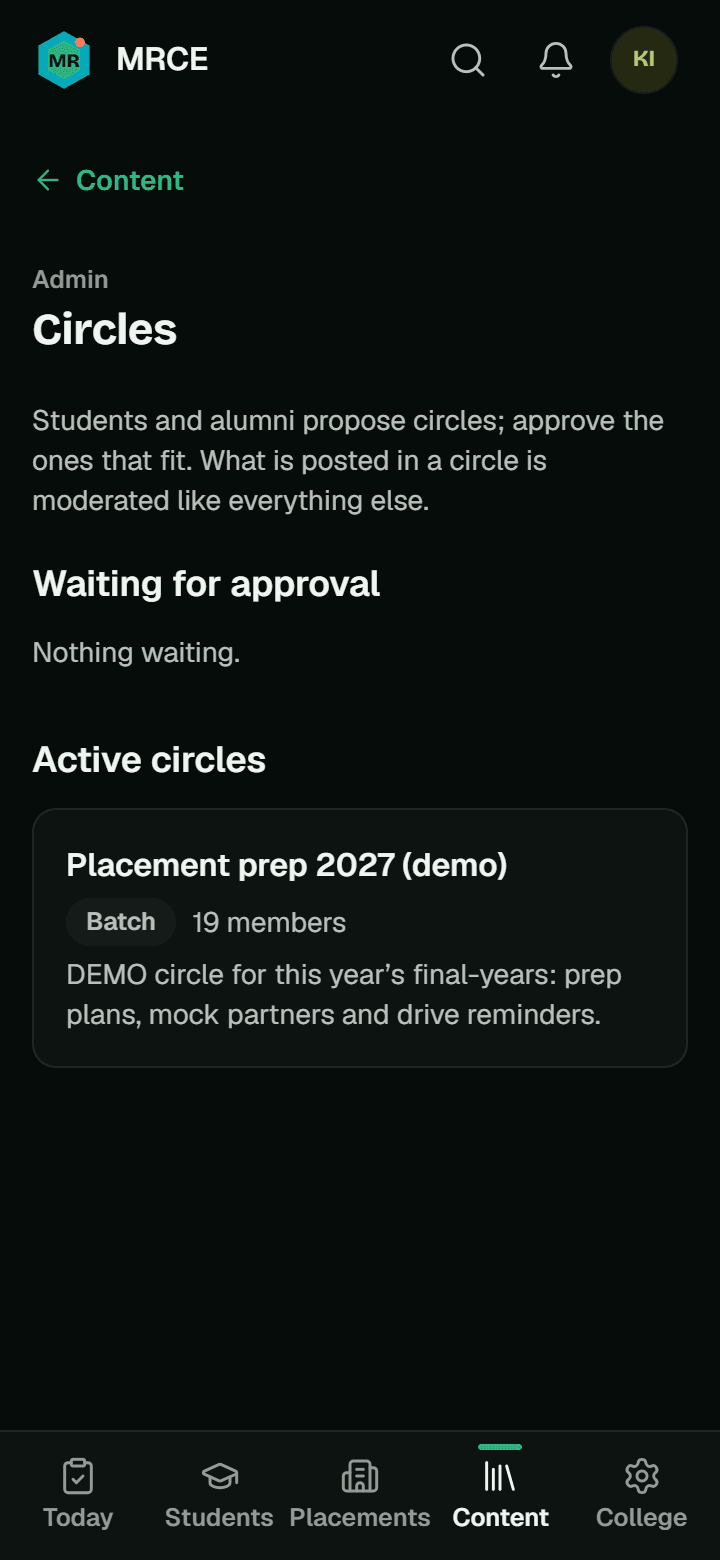 MR
MRCE
KI
Content
Admin
Circles
Students and alumni propose circles; approve the
ones that fit. What is posted in a circle is
moderated like everything else.
Waiting for approval
Nothing waiting.
Active circles
Placement prep 2027 (demo)
Batch 19 members
DEMO circle for this year’s final-years: prep
plans, mock partners and drive reminders.
Today Students Placements Content College